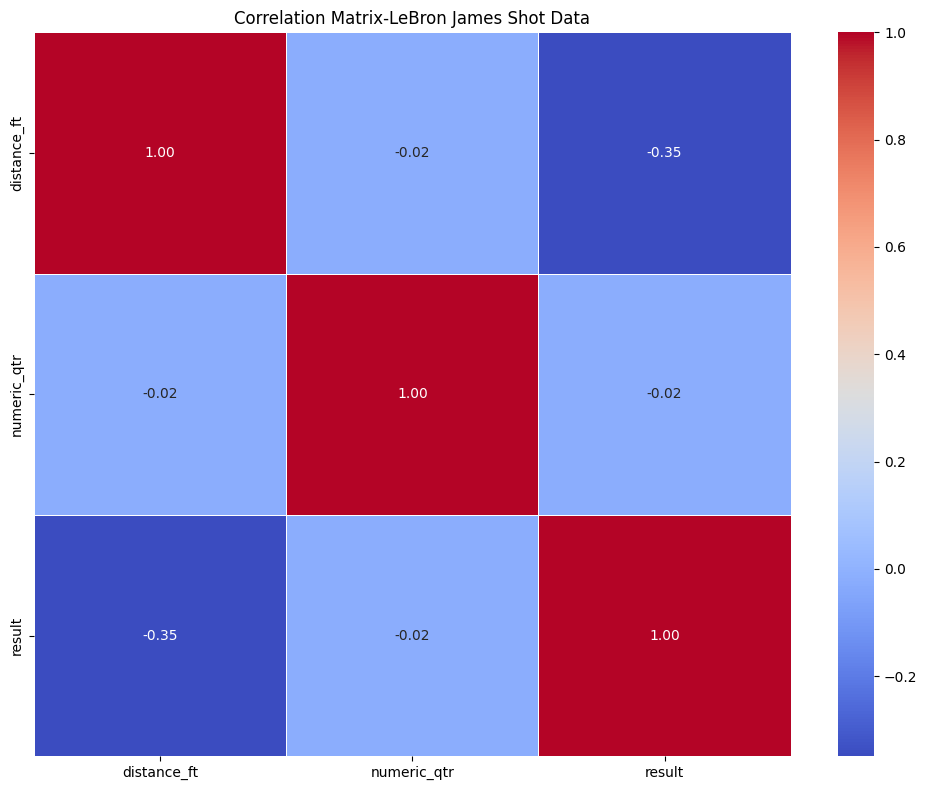 Correlation Matrix-LeBron James Shot Data
distance_ft
1.00
-0.02
-0.35
numeric_qtr
-0.02
1.00
-0.02
result
-0.35
-0.02
1.00
distance_ft
numeric_qtr
result
1.0
0.8
0.6
0.4
0.2
0.0
−0.2